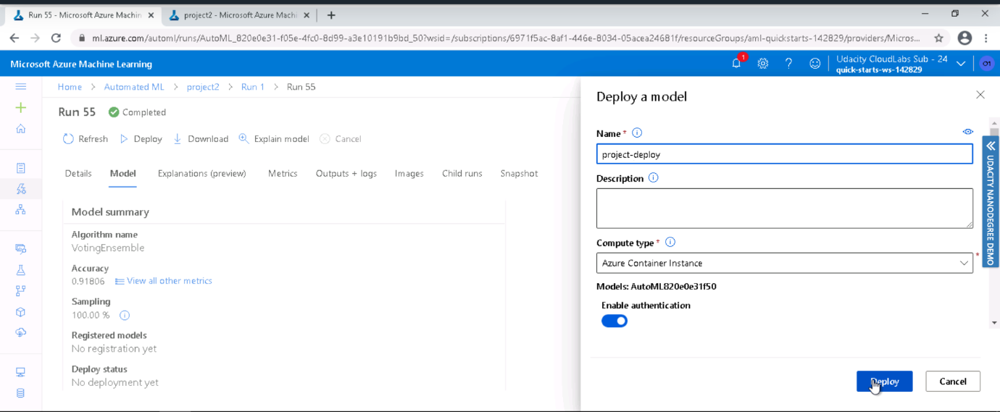 Run 55 - Microsoft Azure Machin
project2 - Microsoft Azure Machi
ml.azure.com/automl/runs/AutoML_820e0e31-f05e-4fc0-8d99-a3e10191b9bd_50?wsid=/subscriptions/6971f5ac-8af1-446e-8034-05acea24681f/resourceGroups/aml-quickstarts-142829/providers/Micros...
Microsoft Azure Machine Learning
1
Udacity CloudLabs Sub - 24
quick-starts-ws-142829
O1
Home > Automated ML > project2 > Run 1 > Run 55
Run 55 Completed
Refresh Deploy Download Explain model Cancel
Details Model Explanations (preview) Metrics Outputs + logs Images Child runs Snapshot
Model summary
Algorithm name
VotingEnsemble
Accuracy
0.91806 View all other metrics
Sampling
100.00 %
Registered models
No registration yet
Deploy status
No deployment yet
Deploy a model
Name *
project-deploy
Description
Compute type *
Azure Container Instance
*
Models: AutoML820e0e31f50
Enable authentication
Deploy Cancel
UDACITY NANODEGREE DEMO